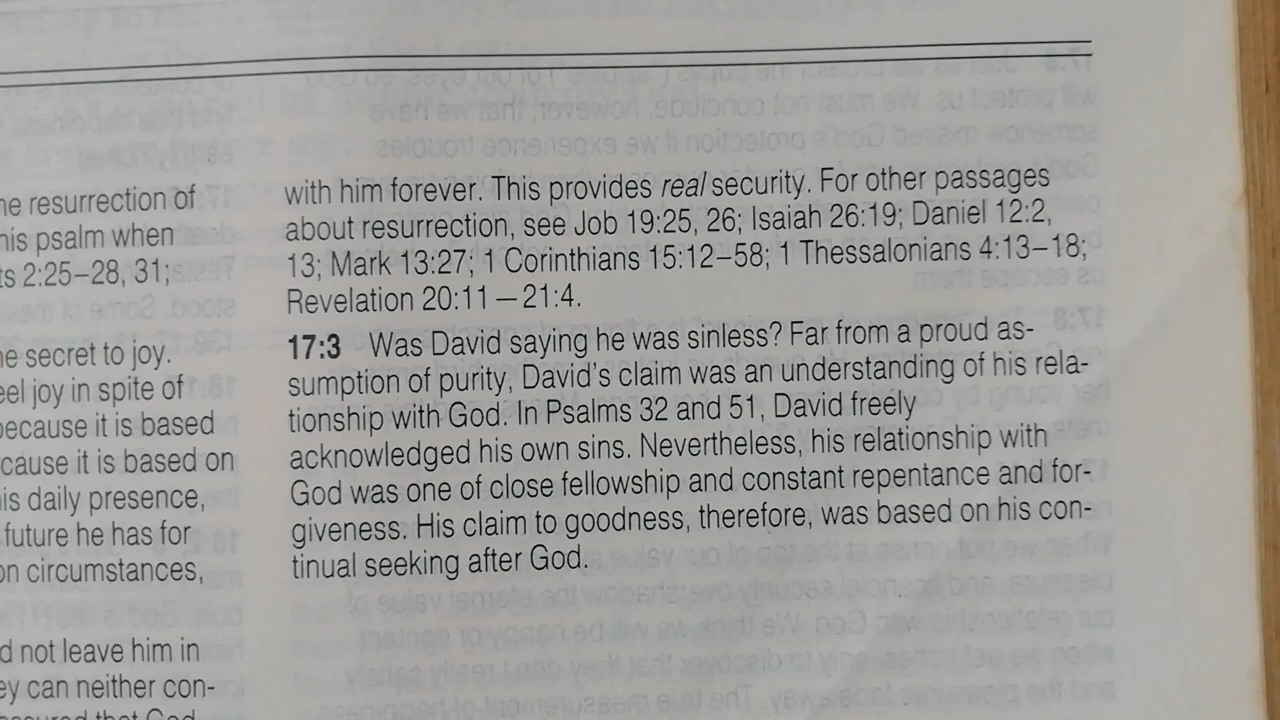 he resurrection of
his psalm when
ts 2:25–28, 31;
he secret to joy.
eel joy in spite of
because it is based
cause it is based on
is daily presence,
future he has for
on circumstances,
d not leave him in
ey can neither con-
with him forever. This provides real security. For other passages
about resurrection, see Job 19:25, 26; Isaiah 26:19; Daniel 12:2,
13; Mark 13:27; 1 Corinthians 15:12–58; 1 Thessalonians 4:13–18;
Revelation 20:11—21:4.
17:3 Was David saying he was sinless? Far from a proud as-
sumption of purity, David's claim was an understanding of his rela-
tionship with God. In Psalms 32 and 51, David freely
acknowledged his own sins. Nevertheless, his relationship with
God was one of close fellowship and constant repentance and for-
giveness. His claim to goodness, therefore, was based on his con-
tinual seeking after God.